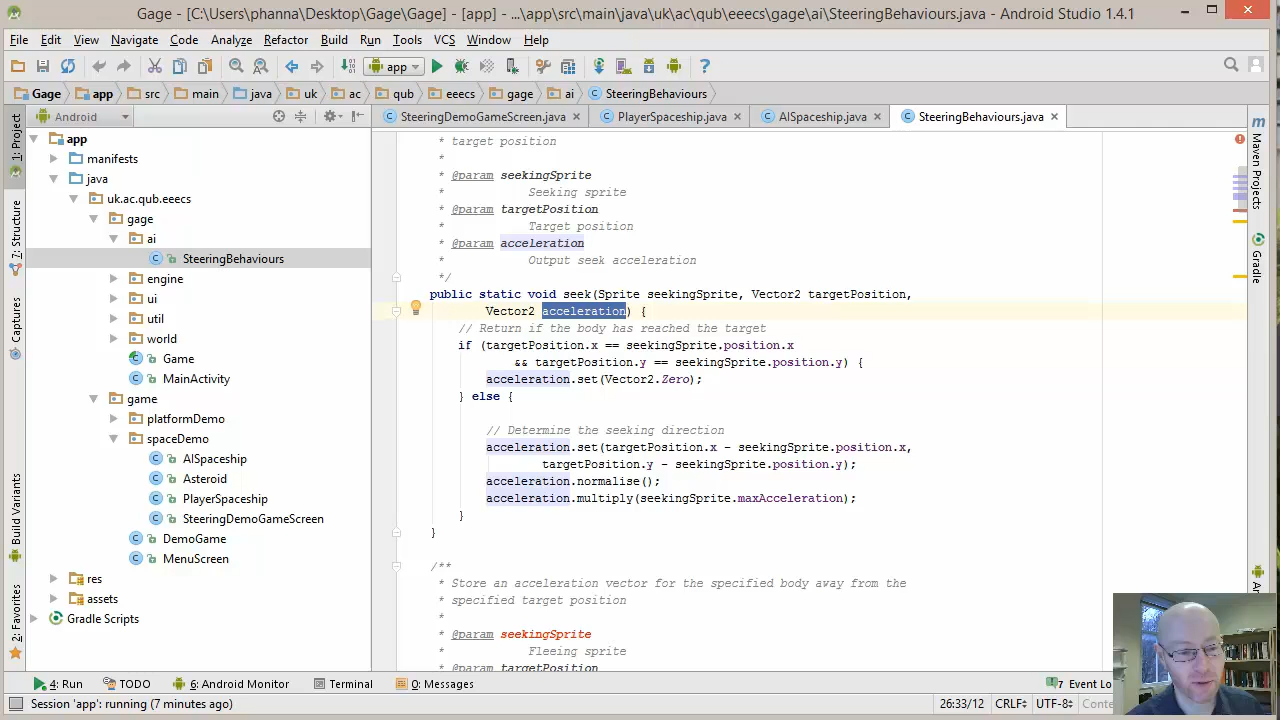 Gage - [C:\Users\phanna\Desktop\Gage\Gage] - [app] - ...\app\src\main\java\uk\ac\qub\eeecs\gage\ai\SteeringBehaviours.java - Android Studio 1.4.1
File Edit View Navigate Code Analyze Refactor Build Run Tools VCS Window Help
app
Gage app src main java uk ac qub eeecs gage ai SteeringBehaviours
Android
SteeringDemoGameScreen.java PlayerSpaceship.java AISpaceship.java SteeringBehaviours.java
1: Project
7: Structure
Captures
Build Variants
2: Favorites
app
manifests
java
uk.ac.qub.eeecs
gage
ai
SteeringBehaviours
engine
ui
util
world
Game
MainActivity
game
platformDemo
spaceDemo
AISpaceship
Asteroid
PlayerSpaceship
SteeringDemoGameScreen
DemoGame
MenuScreen
res
assets
Gradle Scripts
* target position
*
* @param seekingSprite
* Seeking sprite
* @param targetPosition
* Target position
* @param acceleration
* Output seek acceleration
*/
public static void seek(Sprite seekingSprite, Vector2 targetPosition,
Vector2 acceleration) {
// Return if the body has reached the target
if (targetPosition.x == seekingSprite.position.x
&& targetPosition.y == seekingSprite.position.y) {
acceleration.set(Vector2.Zero);
} else {
// Determine the seeking direction
acceleration.set(targetPosition.x - seekingSprite.position.x,
targetPosition.y - seekingSprite.position.y);
acceleration.normalise();
acceleration.multiply(seekingSprite.maxAcceleration);
}
}
/**
* Store an acceleration vector for the specified body away from the
* specified target position
*
* @param seekingSprite
* Fleeing sprite
* @param targetPosition
Maven Projects
Gradle
4: Run TODO 6: Android Monitor Terminal 0: Messages 7 Event Lo
Session 'app': running (7 minutes ago) 26:33/12 CRLF UTF-8 Conte